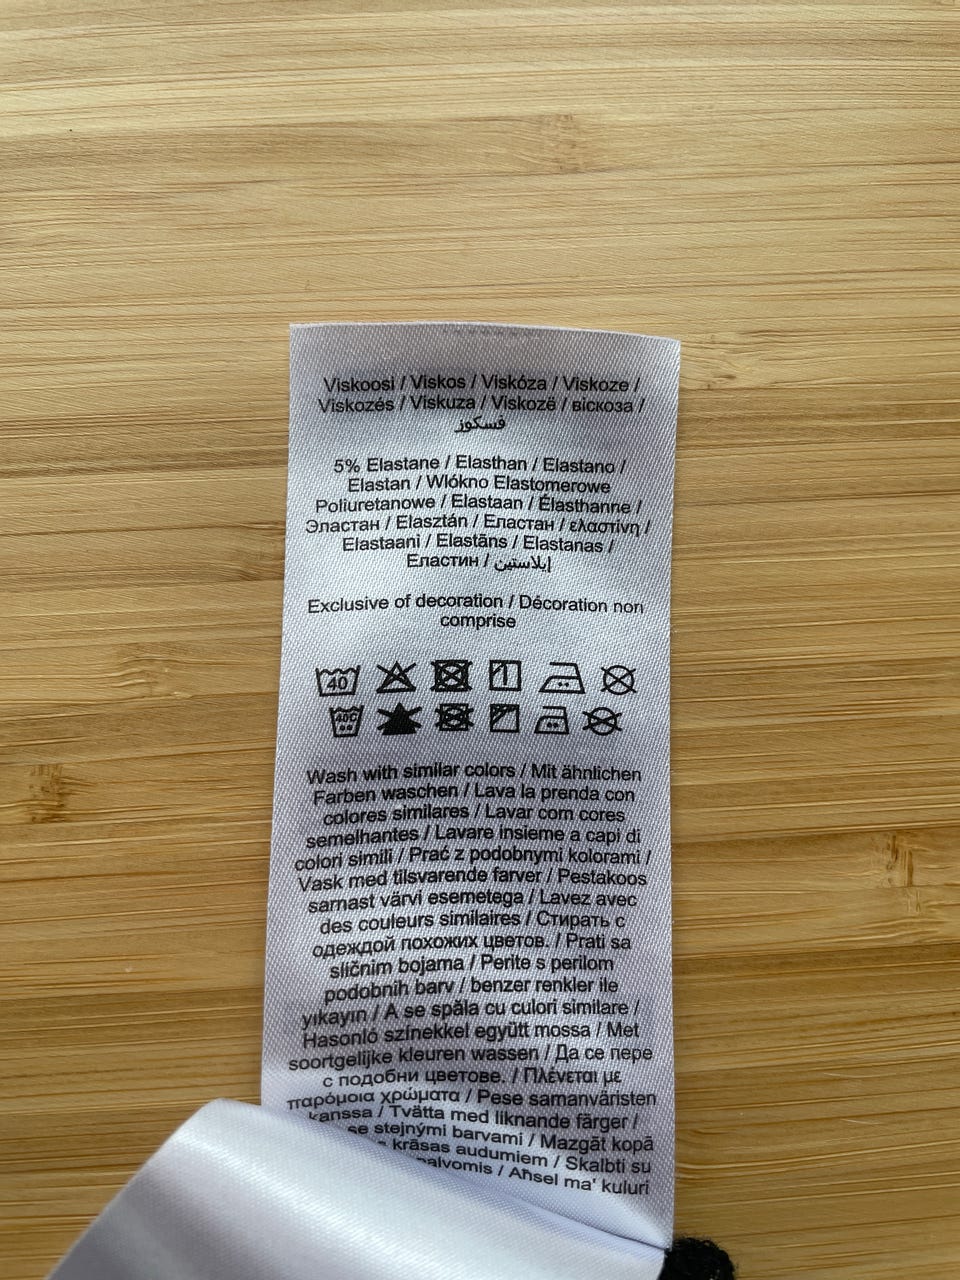 Viskoosi / Viskos / Viskóza / Viskoze /
Viskozés / Viskuza / Viskozë / віскоза /
فسكوز
5% Elastane / Elasthan / Elastano /
Elastan / Wlókno Elastomerowe
Poliuretanowe / Elastaan / Élasthanne /
Эластан / Elasztán / Еластан / ελαστίνη /
Elastaani / Elastāns / Elastanas /
Еластин / إيلاستين
Exclusive of decoration / Décoration non
comprise
40
40C
Wash with similar colors / Mit ähnlichen
Farben waschen / Lava la prenda con
colores similares / Lavar com cores
semelhantes / Lavare insieme a capi di
colori simili / Prać z podobnymi kolorami /
Vask med tilsvarende farver / Pestakoos
sarnast värvi esemetega / Lavez avec
des couleurs similaires / Стирать с
одеждой похожих цветов. / Prati sa
sličnim bojama / Perite s perilom
podobnih barv / benzer renkler ile
yıkayın / A se spăla cu culori similare /
Hasonló színekkel együtt mossa / Met
soortgelijke kleuren wassen / Да се пере
с подобни цветове. / Πλένεται με
παρόμοια χρώματα / Pese samanväristen
kanssa / Tvätta med liknande färger /
se stejnými barvami / Mazgāt kopā
krāsas audumiem / Skalbti su
spalvomis / Aħsel ma' kuluri